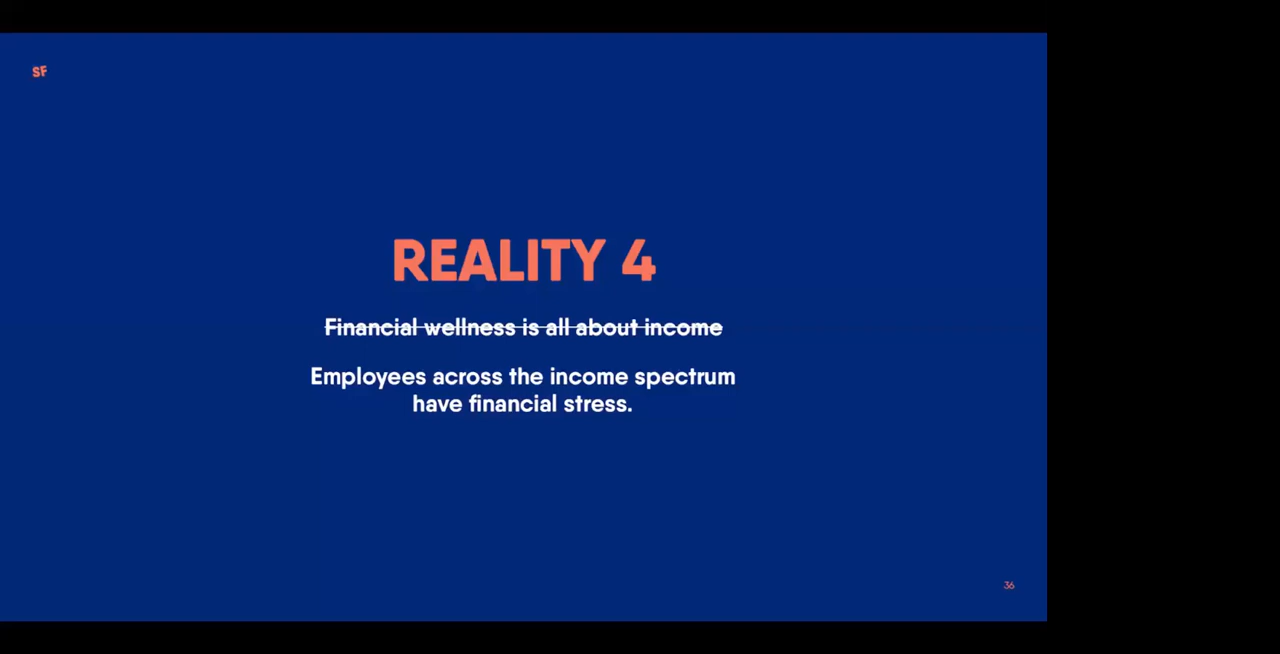 SF
REALITY 4
Financial wellness is all about income
Employees across the income spectrum
have financial stress.
36